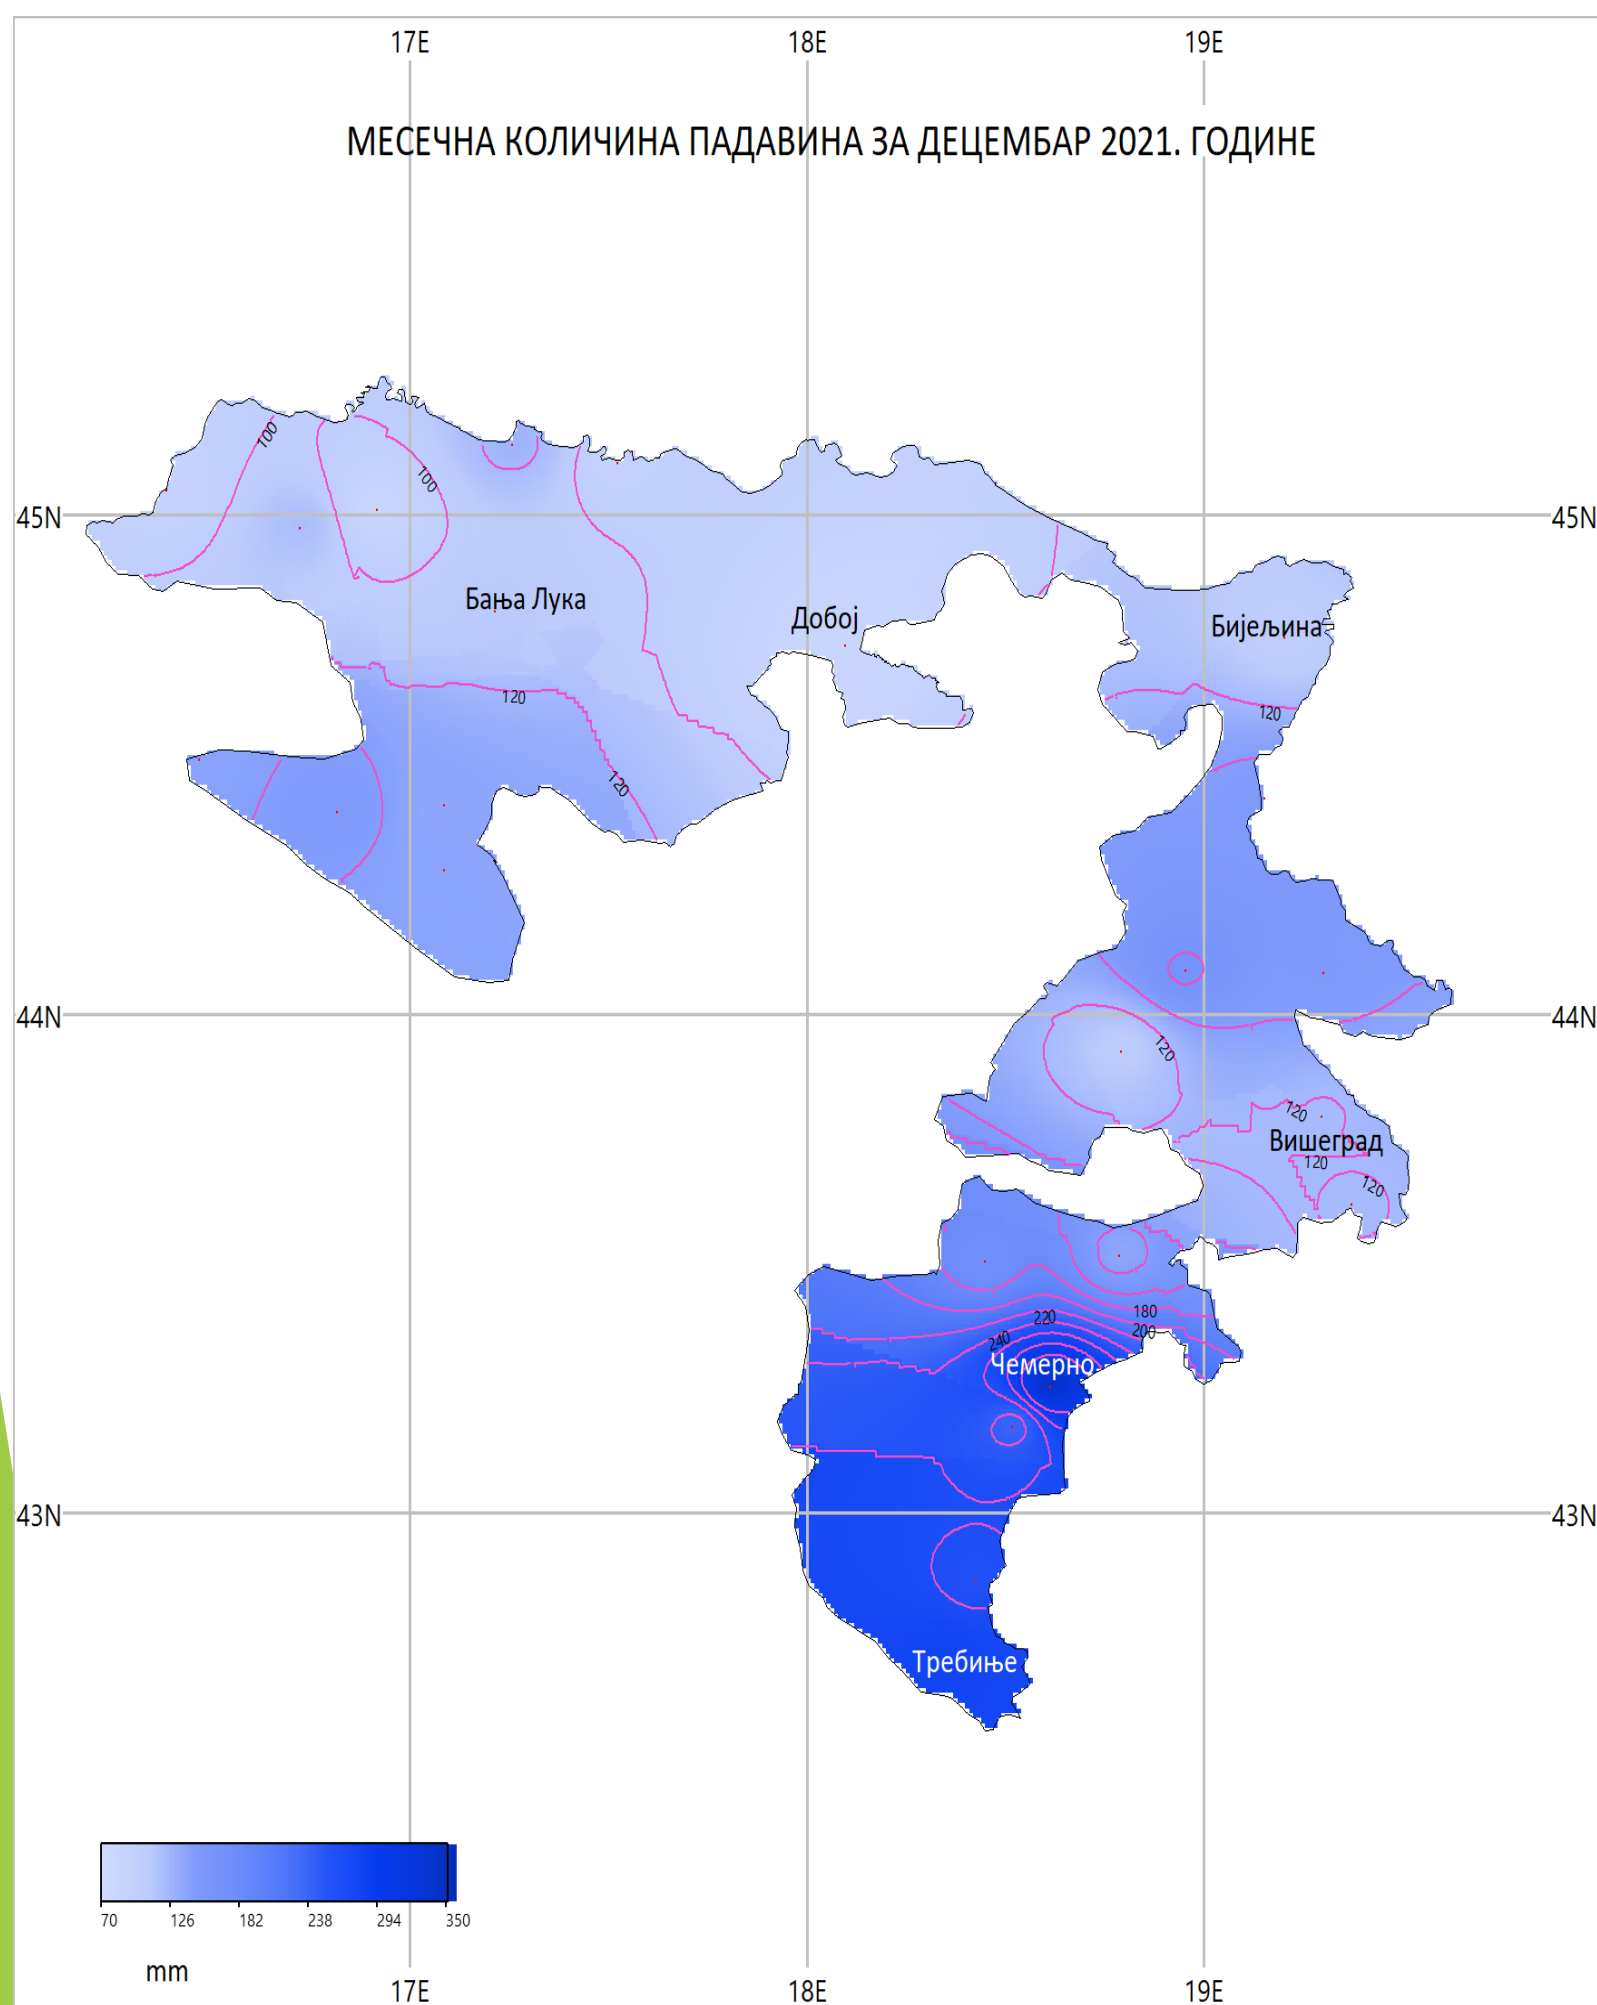 17E 18E 19E
МЕСЕЧНА КОЛИЧИНА ПАДАВИНА ЗА ДЕЦЕМБАР 2021. ГОДИНЕ
100
100
45N 45N
Бања Лука
Добој
Бијељина
120
120
120
44N 44N
120
120
Вишеград
120
120
180
220
200
240
Чемерно
43N 43N
Требиње
70 126 182 238 294 350
mm
17E 18E 19E